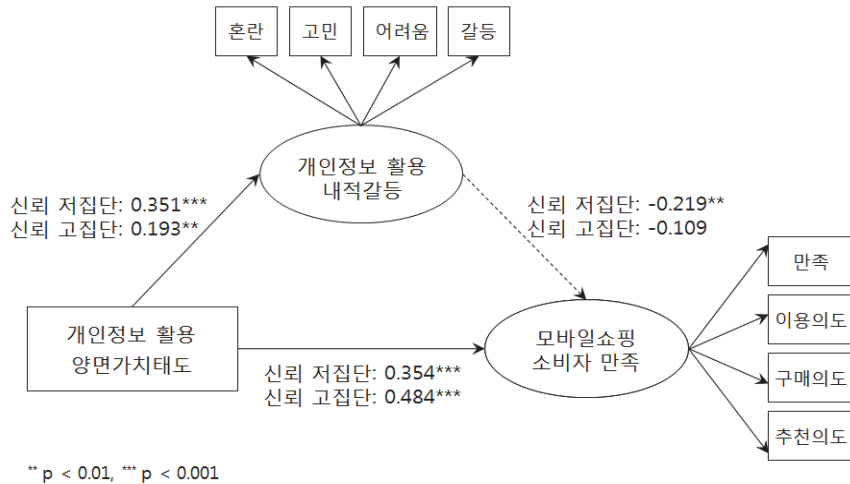 혼란
고민
어려움
갈등
개인정보 활용
내적갈등
신뢰 저집단: 0.351***
신뢰 고집단: 0.193**
신뢰 저집단: -0.219**
신뢰 고집단: -0.109
만족
이용의도
구매의도
추천의도
개인정보 활용
양면가치태도
모바일쇼핑
소비자 만족
신뢰 저집단: 0.354***
신뢰 고집단: 0.484***
** p < 0.01, *** p < 0.001